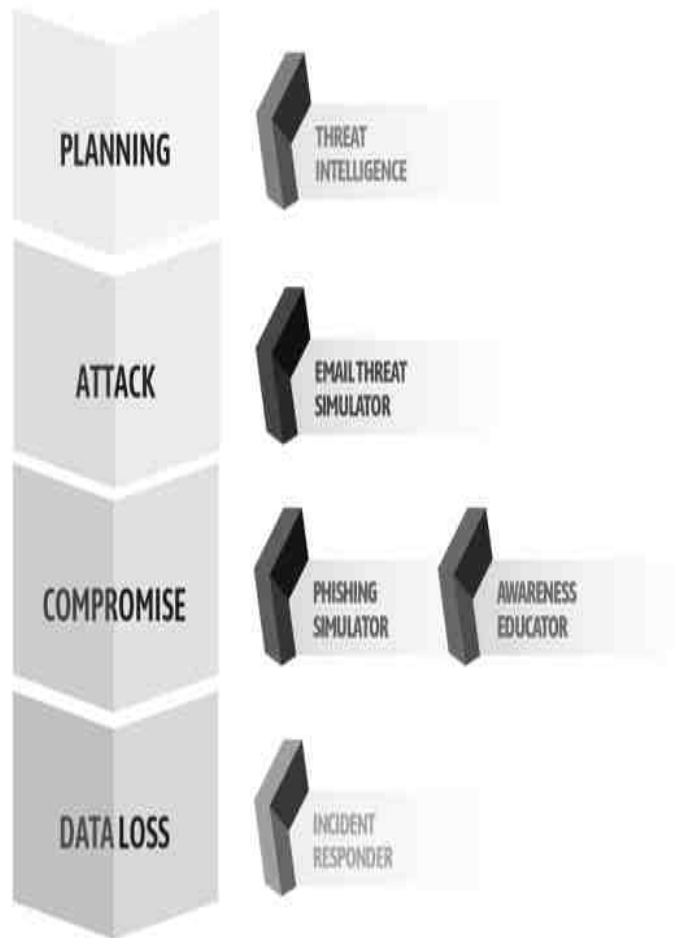 PLANNING
THREAT
INTELLIGENCE
ATTACK
EMAIL THREAT
SIMULATOR
COMPROMISE
PHISHING
SIMULATOR
AWARENESS
EDUCATOR
DATA LOSS
INCIDENT
RESPONDER